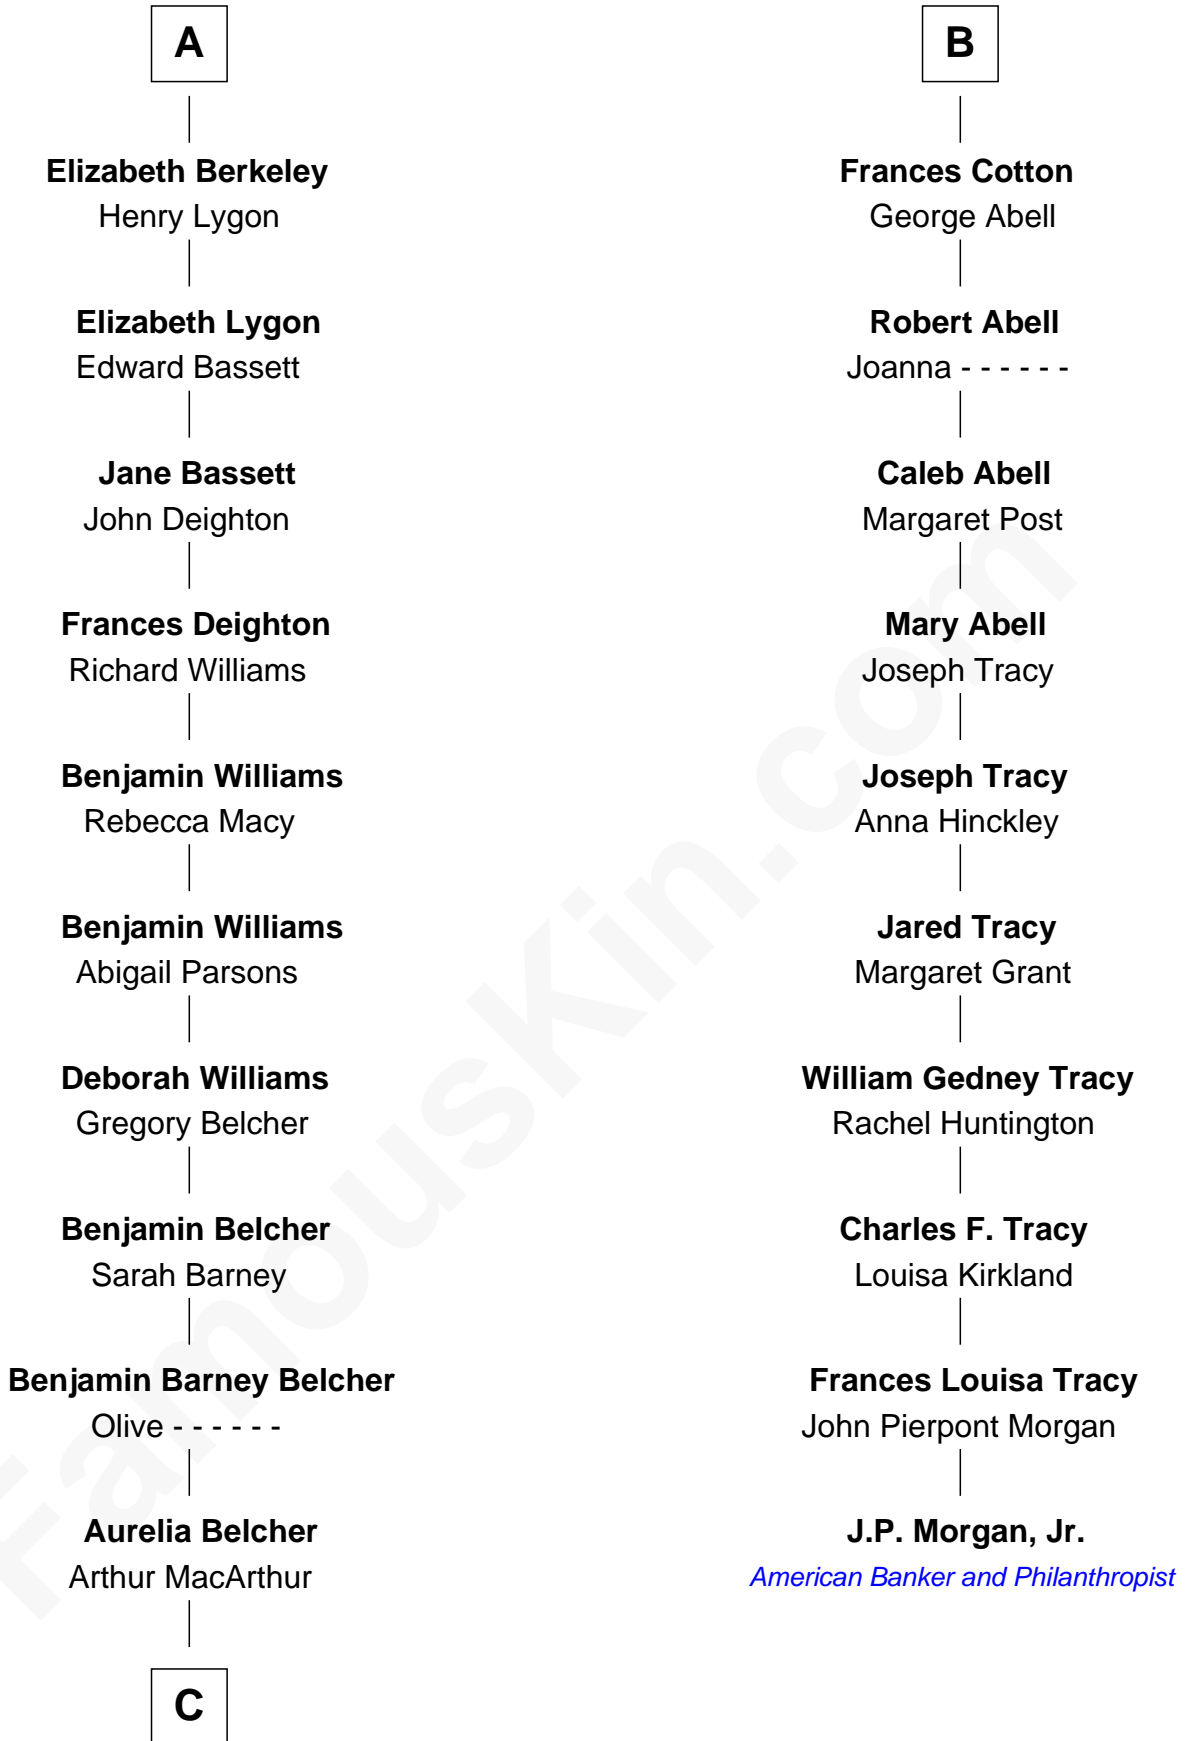 A
Elizabeth Berkeley
Henry Lygon
Elizabeth Lygon
Edward Bassett
Jane Bassett
John Deighton
Frances Deighton
Richard Williams
Benjamin Williams
Rebecca Macy
Benjamin Williams
Abigail Parsons
Deborah Williams
Gregory Belcher
Benjamin Belcher
Sarah Barney
Benjamin Barney Belcher
Olive - - - - - -
Aurelia Belcher
Arthur MacArthur
C
B
Frances Cotton
George Abell
Robert Abell
Joanna - - - - - -
Caleb Abell
Margaret Post
Mary Abell
Joseph Tracy
Joseph Tracy
Anna Hinckley
Jared Tracy
Margaret Grant
William Gedney Tracy
Rachel Huntington
Charles F. Tracy
Louisa Kirkland
Frances Louisa Tracy
John Pierpont Morgan
J.P. Morgan, Jr.
American Banker and Philanthropist
FamousKin.com